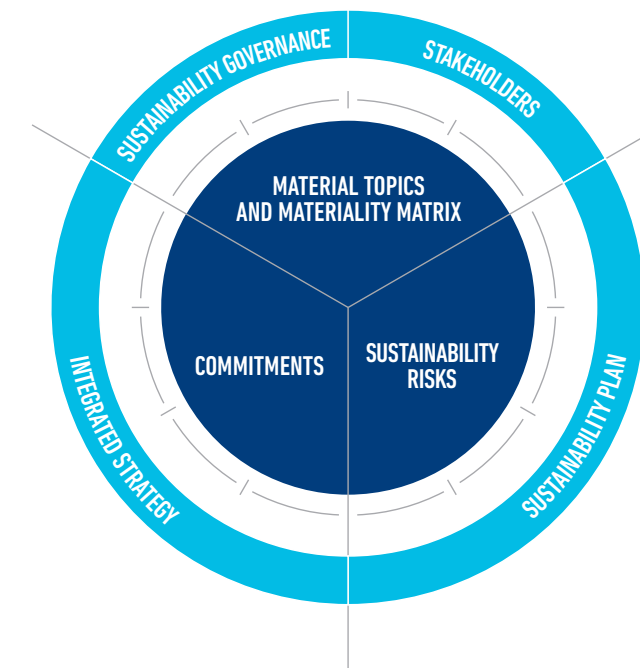 SUSTAINABILITY GOVERNANCE
STAKEHOLDERS
MATERIAL TOPICS
AND MATERIALITY MATRIX
COMMITMENTS
SUSTAINABILITY
RISKS
INTEGRATED STRATEGY
SUSTAINABILITY PLAN